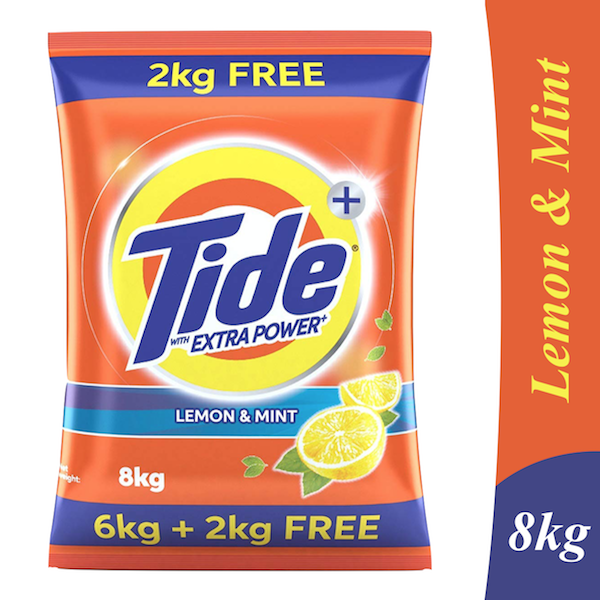 2kg FREE
+
Tide®
WITH EXTRA POWER+
LEMON & MINT
8kg
6kg + 2kg FREE
Lemon & Mint
8kg